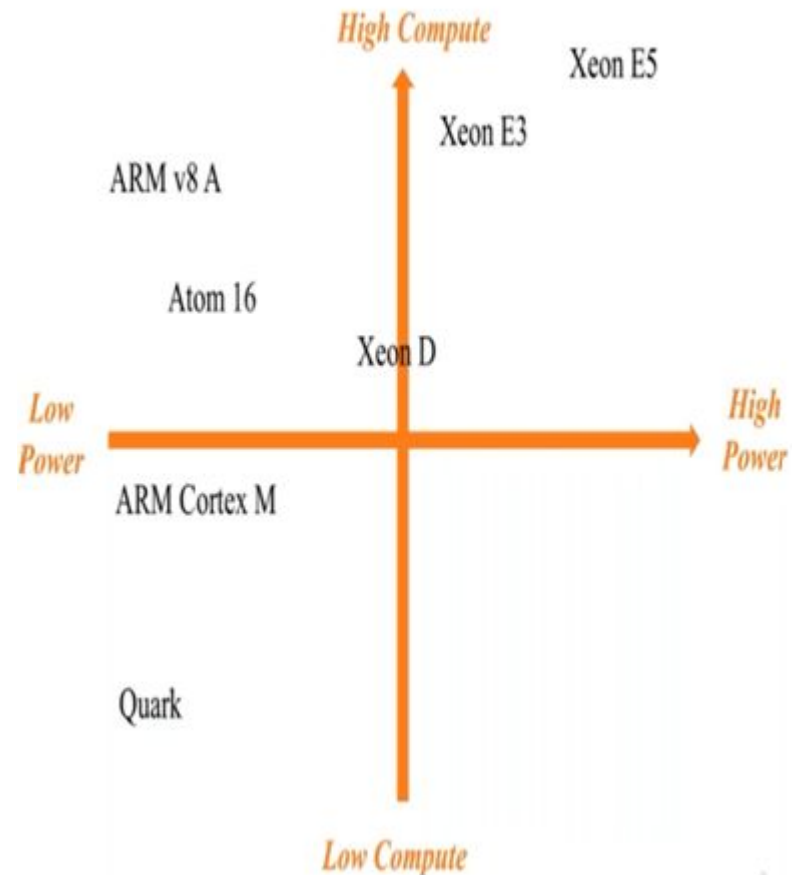 High Compute
Xeon E5
Xeon E3
ARM v8 A
Atom 16
Xeon D
Low
Power
High
Power
ARM Cortex M
Quark
Low Compute